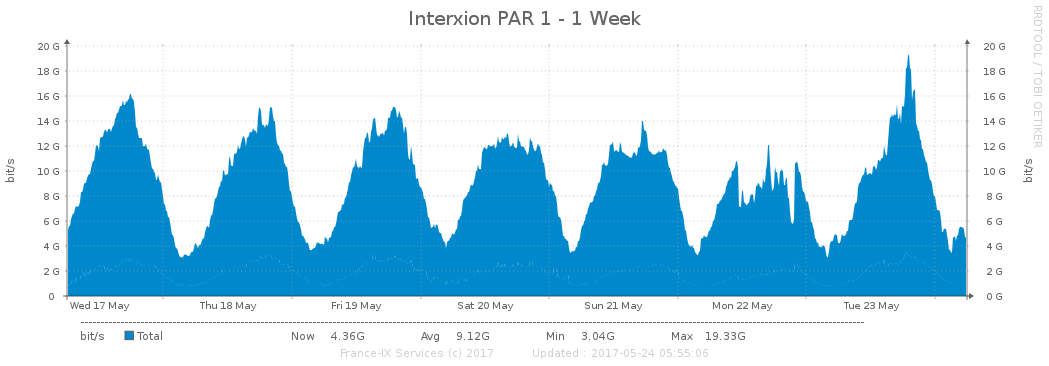 Interxion PAR 1 - 1 Week
RRDTOOL / TOBI OETIKER
20 G 20 G
18 G 18 G
16 G 16 G
14 G 14 G
12 G 12 G
10 G 10 G
8 G 8 G
6 G 6 G
4 G 4 G
2 G 2 G
0 0 G
bit/s bit/s
Wed 17 May Thu 18 May Fri 19 May Sat 20 May Sun 21 May Mon 22 May Tue 23 May
bit/s Total Now 4.36G Avg 9.12G Min 3.04G Max 19.33G
France-IX Services (c) 2017 Updated : 2017-05-24 05:55:06